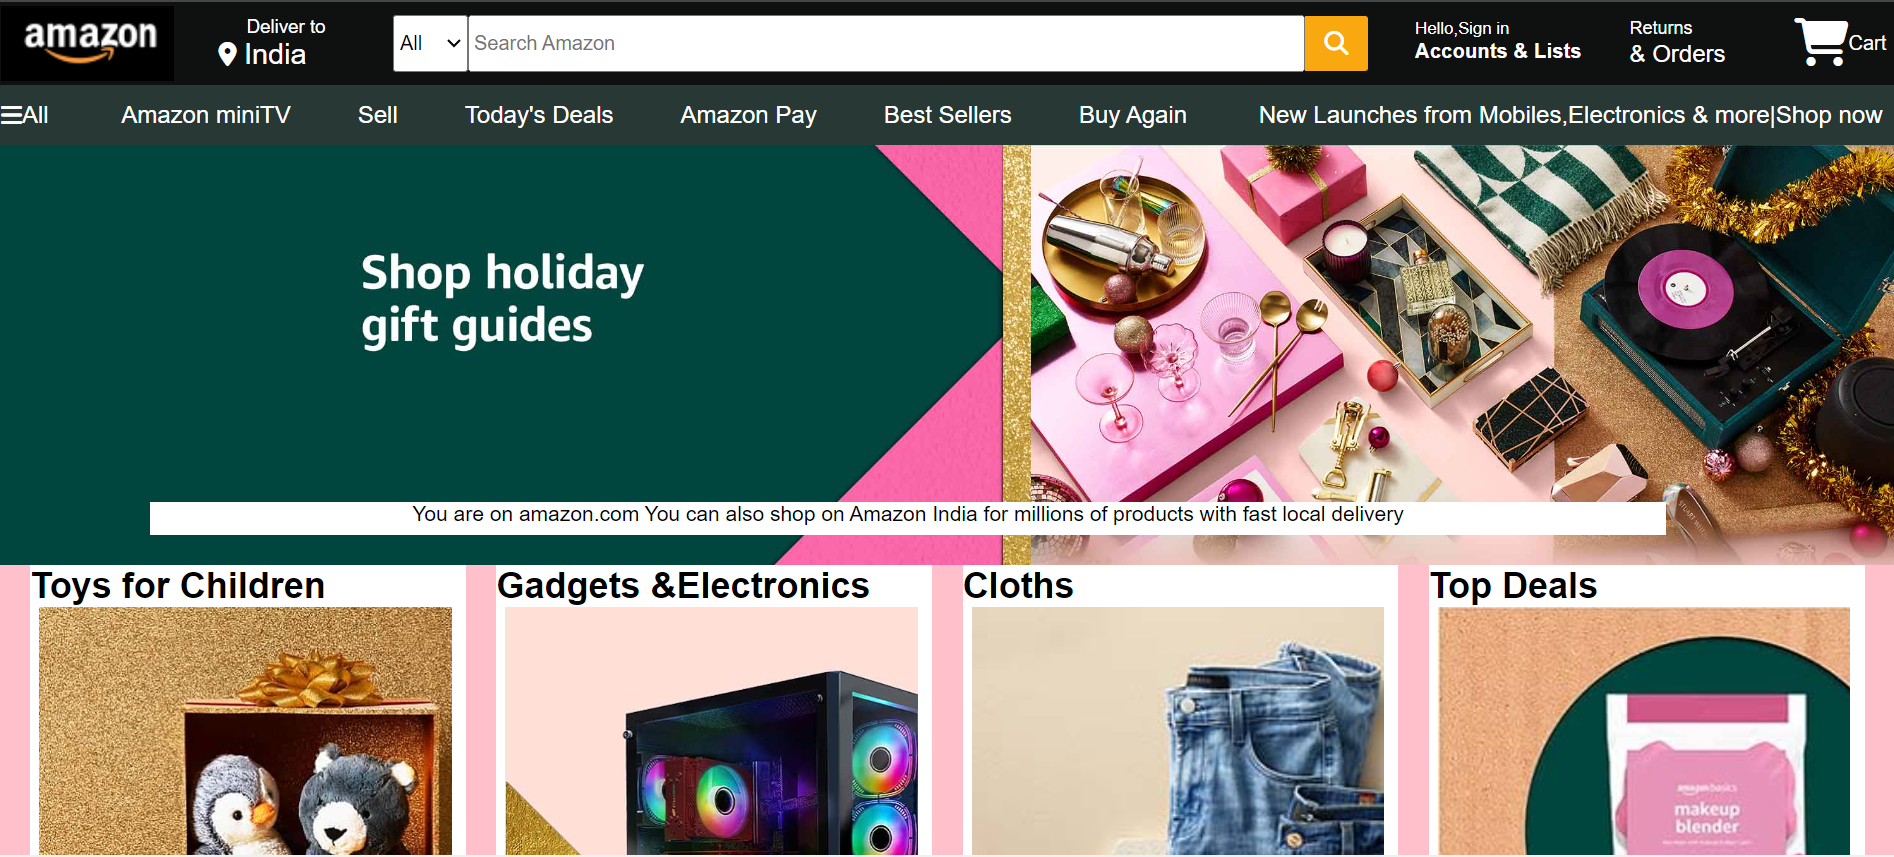 amazon
Deliver to
India
All
Search Amazon
Hello,Sign in
Accounts & Lists
Returns
& Orders
Cart
All
Amazon miniTV
Sell
Today's Deals
Amazon Pay
Best Sellers
Buy Again
New Launches from Mobiles,Electronics & more|Shop now
Shop holiday
gift guides
You are on amazon.com You can also shop on Amazon India for millions of products with fast local delivery
Toys for Children
Gadgets &Electronics
Cloths
Top Deals
amazonbasics
makeup
blender